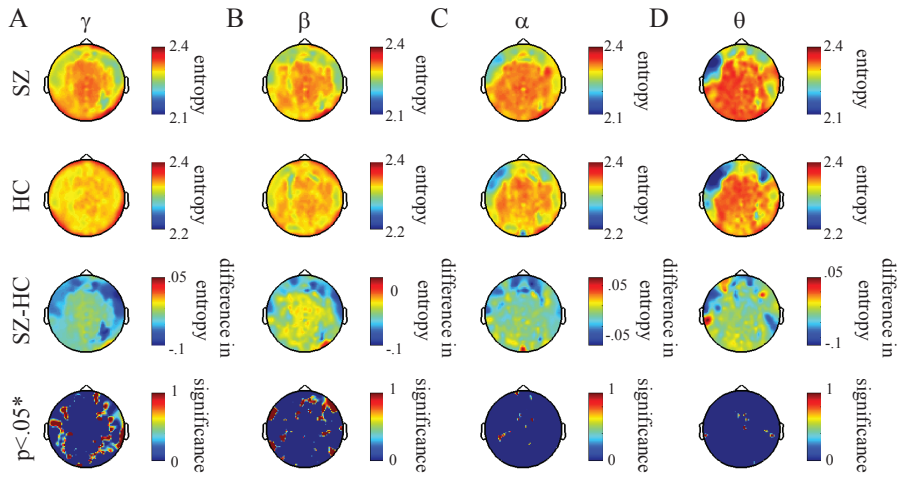 A
γ
B
β
C
α
D
θ
SZ
2.4
entropy
2.1
2.4
entropy
2.1
2.4
entropy
2.1
2.4
entropy
2.1
HC
2.4
entropy
2.2
2.4
entropy
2.2
2.4
entropy
2.2
2.4
entropy
2.2
SZ-HC
.05
-.1
difference in
entropy
0
-.1
difference in
entropy
0.05
-.05
difference in
entropy
.05
-.1
difference in
entropy
p<.05*
1
significance
0
1
significance
0
1
significance
0
1
significance
0